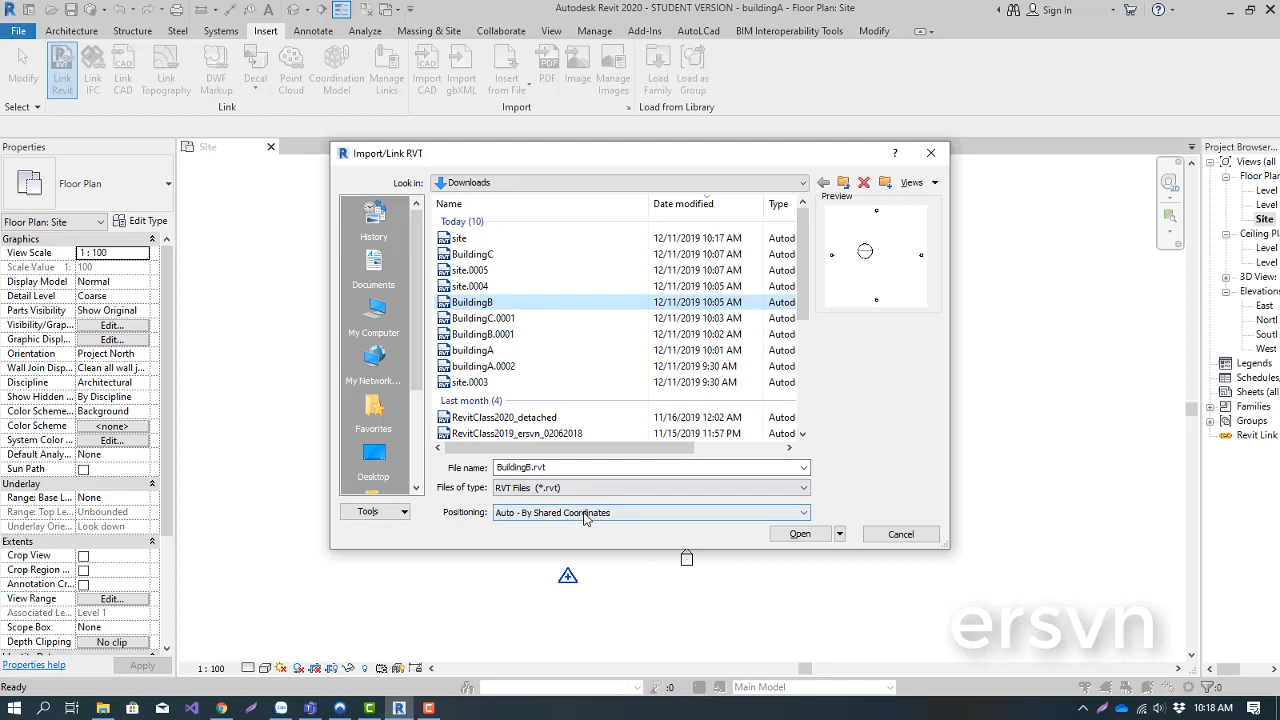 Autodesk Revit 2020 - STUDENT VERSION - buildingA - Floor Plan: Site
Sign In
File Architecture Structure Steel Systems Insert Annotate Analyze Massing & Site Collaborate View Manage Add-Ins AutoLCad BIM Interoperability Tools Modify
Modify
Link Revit
Link IFC
Link CAD
Link Topography
DWF Markup
Decal
Point Cloud
Coordination Model
Manage Links
Import CAD
Import gbXML
Insert from File
PDF
Image
Manage Images
Load Family
Load as Group
Select
Link
Import
Load from Library
Properties
Floor Plan
Floor Plan: Site
Edit Type
Graphics
View Scale 1 : 100
Scale Value 1: 100
Display Model Normal
Detail Level Coarse
Parts Visibility Show Original
Visibility/Grap... Edit...
Graphic Displ... Edit...
Orientation Project North
Wall Join Displ... Clean all wall j...
Discipline Architectural
Show Hidden ... By Discipline
Color Scheme... Background
Color Scheme <none>
System Color ... Edit...
Default Analy... None
Sun Path
Underlay
Range: Base L... None
Range: Top Le... Unbounded
Underlay Orie... Look down
Extents
Crop View
Crop Region ...
Annotation Cr...
View Range Edit...
Associated Le... Level 1
Scope Box None
Depth Clipping No clip
Properties help
Apply
Site
Import/Link RVT
Look in: Downloads
Views
History
Documents
My Computer
My Network...
Favorites
Desktop
Name Date modified Type
Today (10)
site 12/11/2019 10:17 AM Autod
BuildingC 12/11/2019 10:07 AM Autod
site.0005 12/11/2019 10:07 AM Autod
site.0004 12/11/2019 10:06 AM Autod
BuildingB 12/11/2019 10:05 AM Autod
BuildingC.0001 12/11/2019 10:03 AM Autod
BuildingB.0001 12/11/2019 10:02 AM Autod
buildingA 12/11/2019 10:01 AM Autod
buildingA.0002 12/11/2019 9:30 AM Autod
site.0003 12/11/2019 9:30 AM Autod
Last month (4)
RevitClass2020_detached 11/16/2019 12:02 AM Autod
RevitClass2019_ersvn_02062018 11/15/2019 11:57 PM Autod
Preview
File name: BuildingB.rvt
Files of type: RVT Files (*.rvt)
Positioning: Auto - By Shared Coordinates
Tools
Open
Cancel
Project Browser...
Views (all
Floor Plan
Level
Level
Site
Ceiling Pl
Level
Level
3D Views
Elevations
East
North
South
West
Legends
Schedules,
Sheets (all
Families
Groups
Revit Link
ersvn
1 : 100
Ready
:0
Main Model
:0
10:18 AM